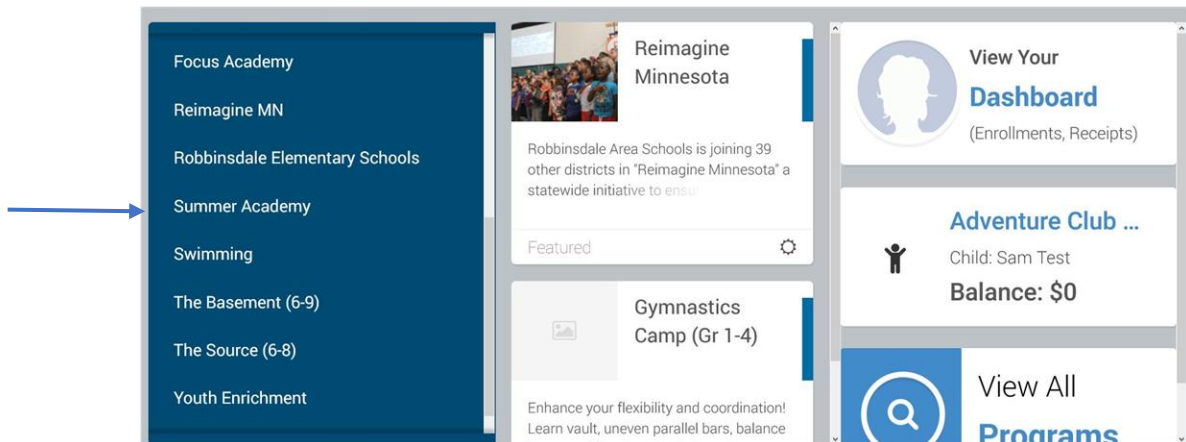 Focus Academy
Reimagine MN
Robbinsdale Elementary Schools
Summer Academy
Swimming
The Basement (6-9)
The Source (6-8)
Youth Enrichment
Reimagine
Minnesota
Robbinsdale Area Schools is joining 39
other districts in "Reimagine Minnesota" a
statewide initiative to ensu
Featured
Gymnastics
Camp (Gr 1-4)
Enhance your flexibility and coordination!
Learn vault, uneven parallel bars, balance
View Your
Dashboard
(Enrollments, Receipts)
Adventure Club ...
Child: Sam Test
Balance: $0
View All
Programs